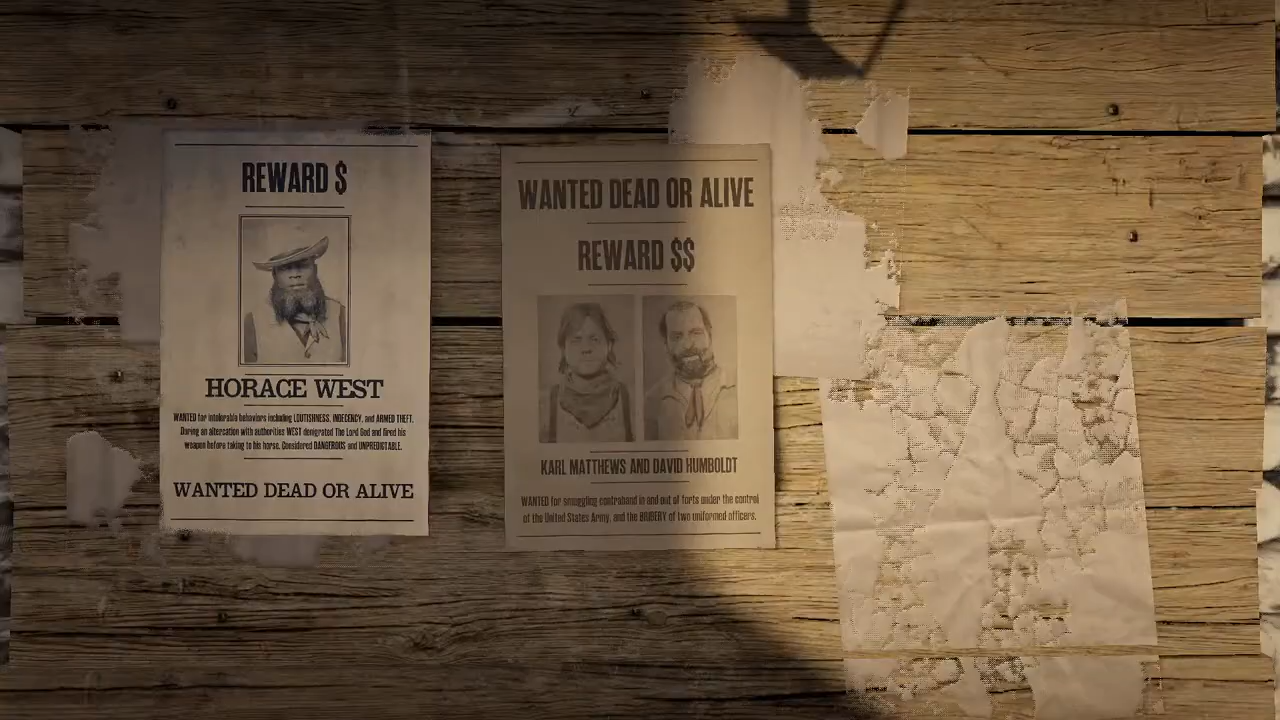 REWARD $
HORACE WEST
WANTED for intolerable behaviors including LOUTISHNESS, INDECENCY, and ARMED THEFT.
During an altercation with authorities WEST denigrated The Lord God and fired his
weapon before taking to his horse. Considered DANGEROUS and UNPREDICTABLE.
WANTED DEAD OR ALIVE
WANTED DEAD OR ALIVE
REWARD $$
KARL MATTHEWS AND DAVID HUMBOLDT
WANTED for smuggling contraband in and out of forts under the control
of the United States Army, and the BRIBERY of two uniformed officers.